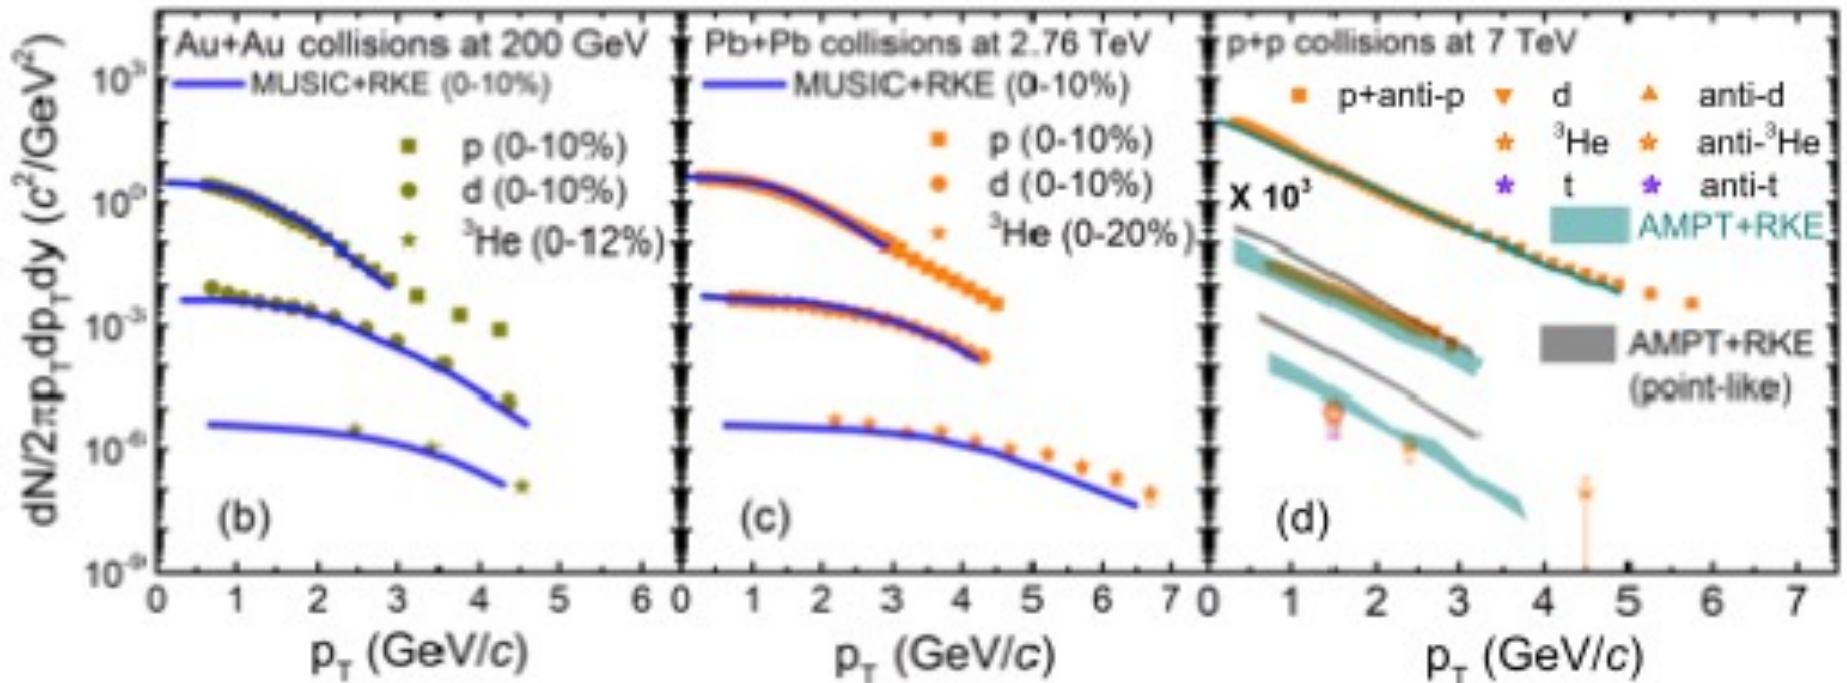 dN/2πp_Tdp_Tdy (c²/GeV²)
10³
10⁰
10⁻³
10⁻⁶
10⁻⁹
Au+Au collisions at 200 GeV
MUSIC+RKE (0-10%)
p (0-10%)
d (0-10%)
³He (0-12%)
(b)
0 1 2 3 4 5 6
p_T (GeV/c)
Pb+Pb collisions at 2.76 TeV
MUSIC+RKE (0-10%)
p (0-10%)
d (0-10%)
³He (0-20%)
(c)
0 1 2 3 4 5 6 7
p_T (GeV/c)
p+p collisions at 7 TeV
p+anti-p d anti-d
³He anti-³He
t anti-t
X 10³
AMPT+RKE
AMPT+RKE
(point-like)
(d)
0 1 2 3 4 5 6 7
p_T (GeV/c)